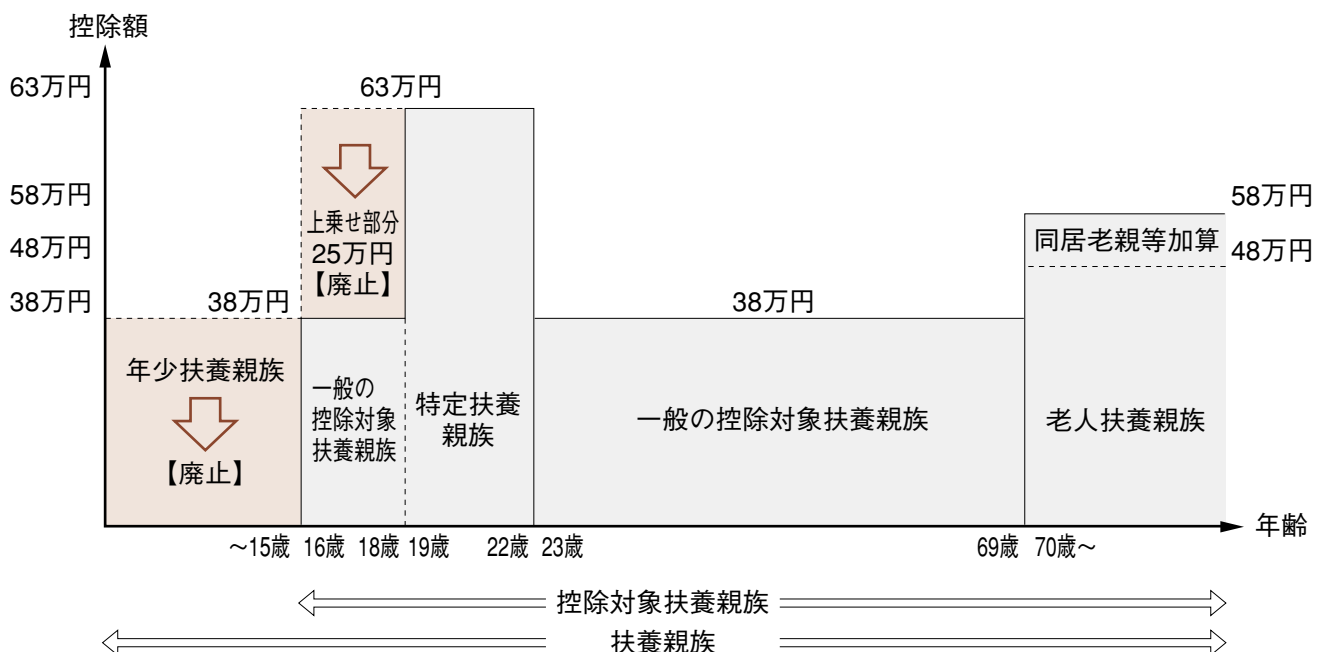 控除額
63万円
63万円
58万円
58万円
48万円
48万円
38万円
38万円
38万円
上乗せ部分
25万円
【廃止】
同居老親等加算
年少扶養親族
【廃止】
一般の
控除対象
扶養親族
特定扶養
親族
一般の控除対象扶養親族
老人扶養親族
～15歳 16歳 18歳 19歳 22歳 23歳 69歳 70歳～
年齢
控除対象扶養親族
扶養親族